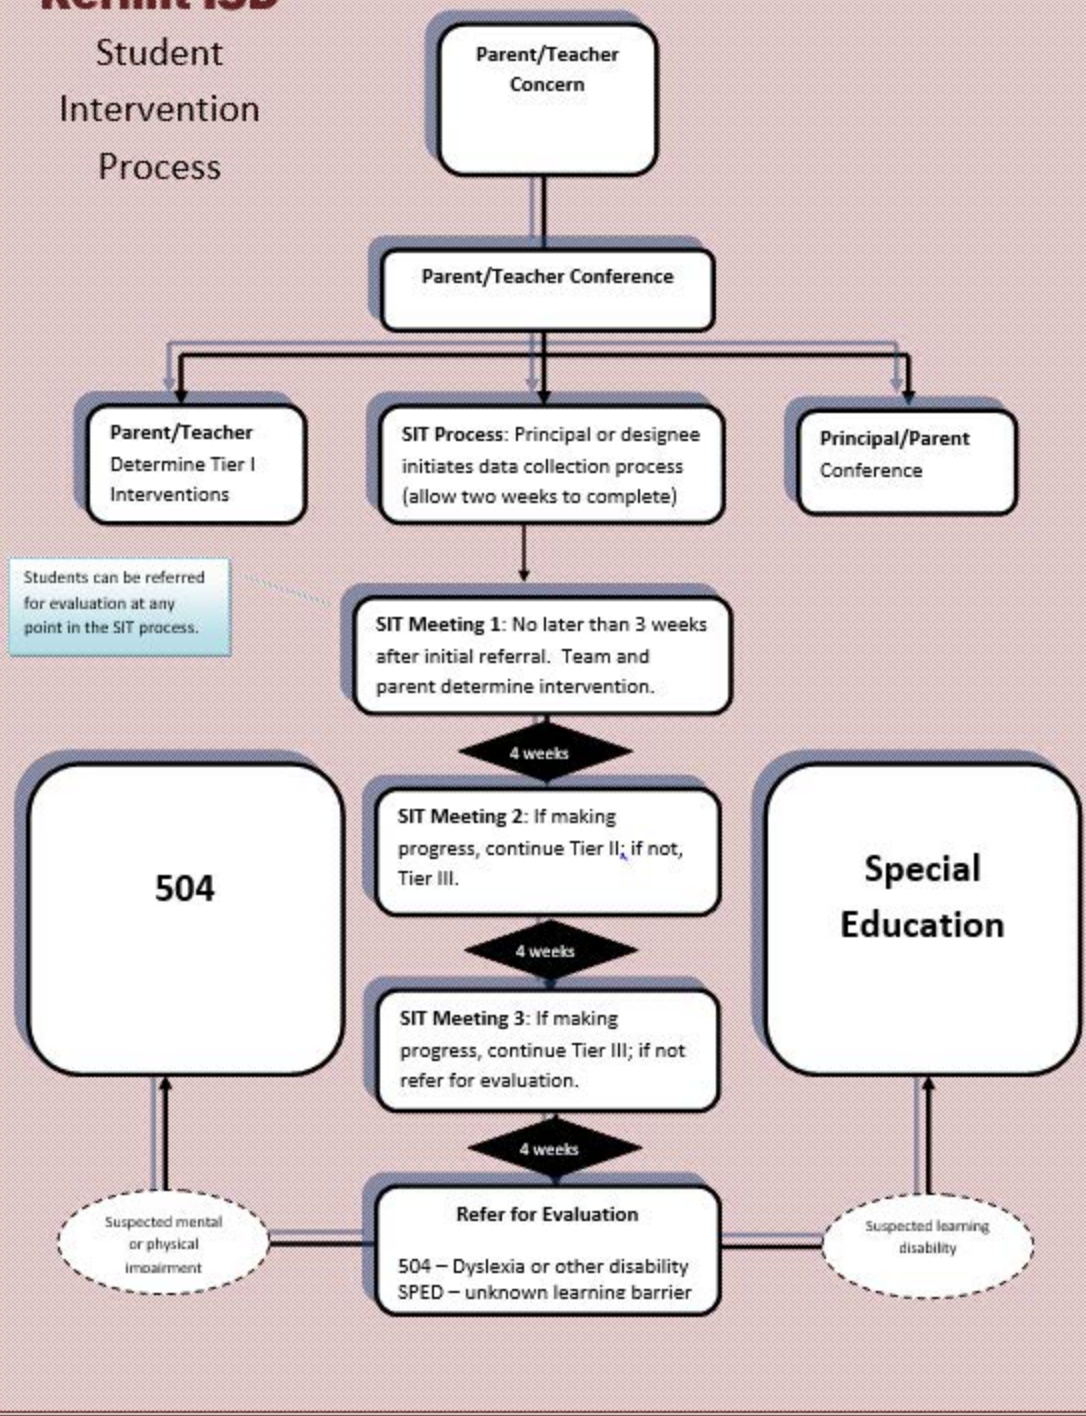 Kermit ISD
Student
Intervention
Process
Parent/Teacher
Concern
Parent/Teacher Conference
Parent/Teacher
Determine Tier I
Interventions
SIT Process: Principal or designee
initiates data collection process
(allow two weeks to complete)
Principal/Parent
Conference
Students can be referred
for evaluation at any
point in the SIT process.
SIT Meeting 1: No later than 3 weeks
after initial referral. Team and
parent determine intervention.
4 weeks
504
SIT Meeting 2: If making
progress, continue Tier II; if not,
Tier III.
Special
Education
4 weeks
SIT Meeting 3: If making
progress, continue Tier III; if not
refer for evaluation.
4 weeks
Suspected mental
or physical
impairment
Refer for Evaluation
504 – Dyslexia or other disability
SPED – unknown learning barrier
Suspected learning
disability